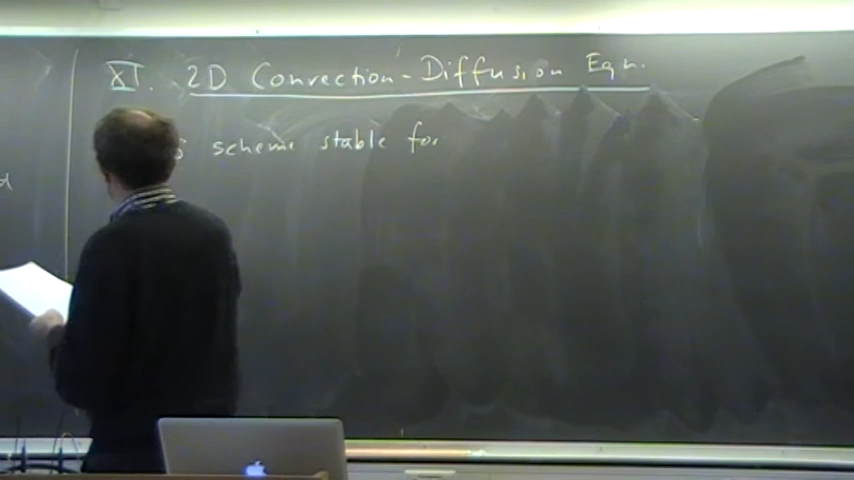 XI. 2D Convection-Diffusion Eqn.
scheme stable for